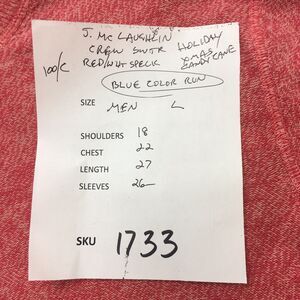 J. McLAUGHLIN
CREW SWTR HOLIDAY
100/C RED/WHT SPECK XMAS
CANDY CANE
BLUE COLOR RUN
SIZE MEN L
SHOULDERS 18
CHEST 22
LENGTH 27
SLEEVES 26
SKU 1733